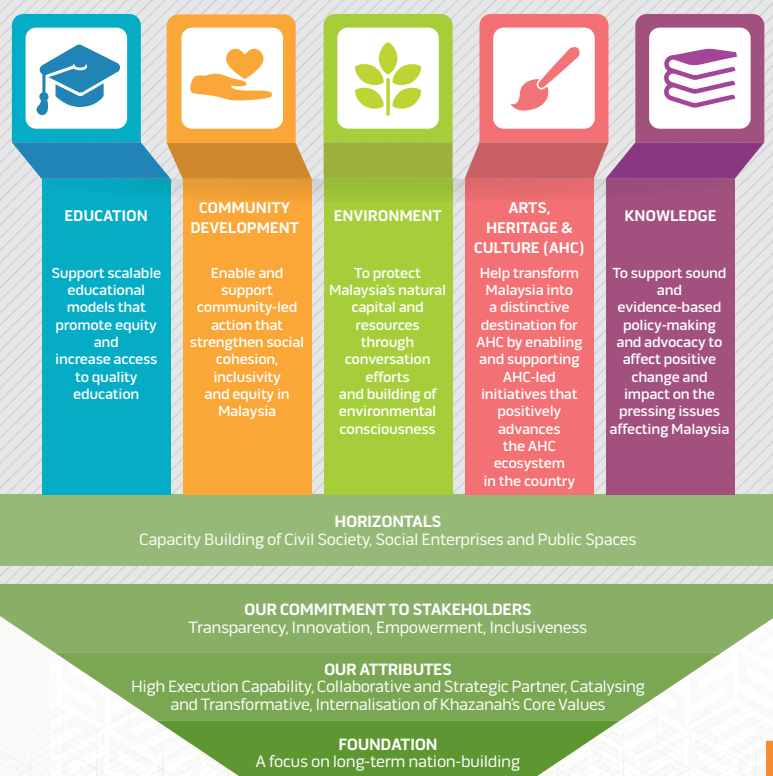 EDUCATION
Support scalable
educational
models that
promote equity
and
increase access
to quality
education
COMMUNITY
DEVELOPMENT
Enable and
support
community-led
action that
strengthen social
cohesion,
inclusivity
and equity in
Malaysia
ENVIRONMENT
To protect
Malaysia's natural
capital and
resources
through
conversation
efforts
and building of
environmental
consciousness
ARTS,
HERITAGE &
CULTURE (AHC)
Help transform
Malaysia into
a distinctive
destination for
AHC by enabling
and supporting
AHC-led
initiatives that
positively
advances
the AHC
ecosystem
in the country
KNOWLEDGE
To support sound
and
evidence-based
policy-making
and advocacy to
affect positive
change and
impact on the
pressing issues
affecting Malaysia
HORIZONTALS
Capacity Building of Civil Society, Social Enterprises and Public Spaces
OUR COMMITMENT TO STAKEHOLDERS
Transparency, Innovation, Empowerment, Inclusiveness
OUR ATTRIBUTES
High Execution Capability, Collaborative and Strategic Partner, Catalysing
and Transformative, Internalisation of Khazanah's Core Values
FOUNDATION
A focus on long-term nation-building